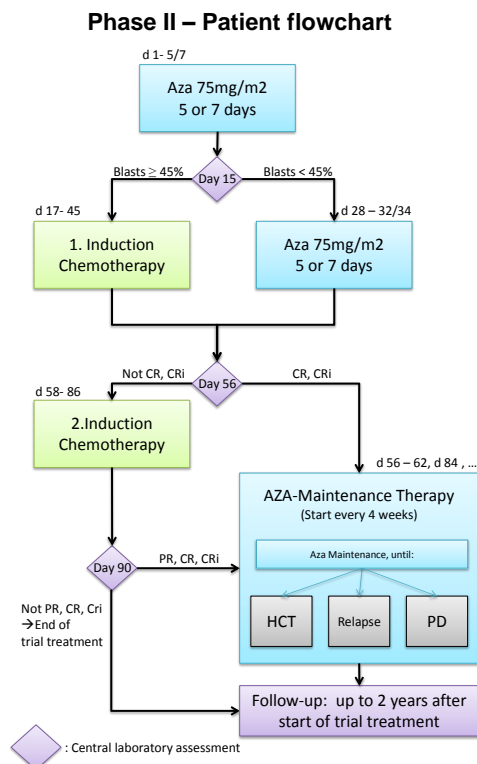 Phase II – Patient flowchart
d 1- 5/7
Aza 75mg/m2
5 or 7 days
Blasts ≥ 45%
Day 15
Blasts < 45%
d 17- 45
1. Induction
Chemotherapy
d 28 – 32/34
Aza 75mg/m2
5 or 7 days
Not CR, CRi
Day 56
CR, CRi
d 58- 86
2.Induction
Chemotherapy
d 56 – 62, d 84 , …
AZA-Maintenance Therapy
(Start every 4 weeks)
Aza Maintenance, until:
HCT
Relapse
PD
Day 90
PR, CR, CRi
Not PR, CR, Cri
→End of
trial treatment
Follow-up: up to 2 years after
start of trial treatment
: Central laboratory assessment